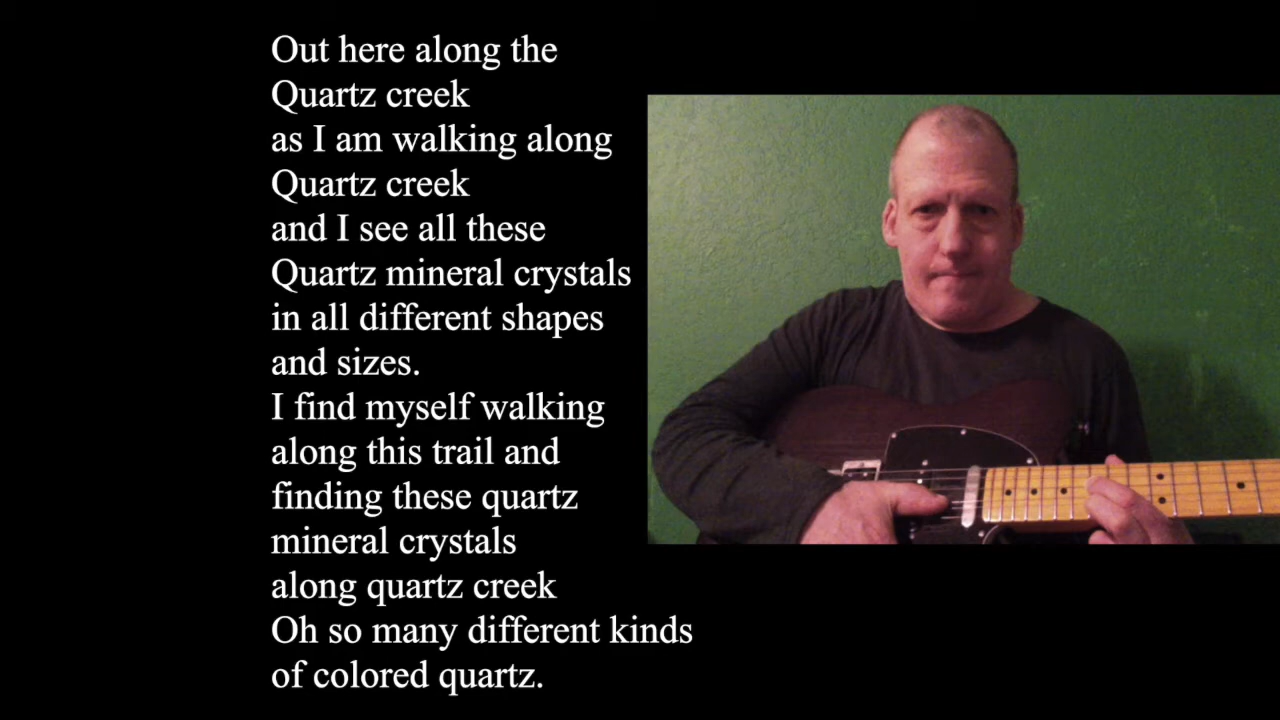 Out here along the
Quartz creek
as I am walking along
Quartz creek
and I see all these
Quartz mineral crystals
in all different shapes
and sizes.
I find myself walking
along this trail and
finding these quartz
mineral crystals
along quartz creek
Oh so many different kinds
of colored quartz.